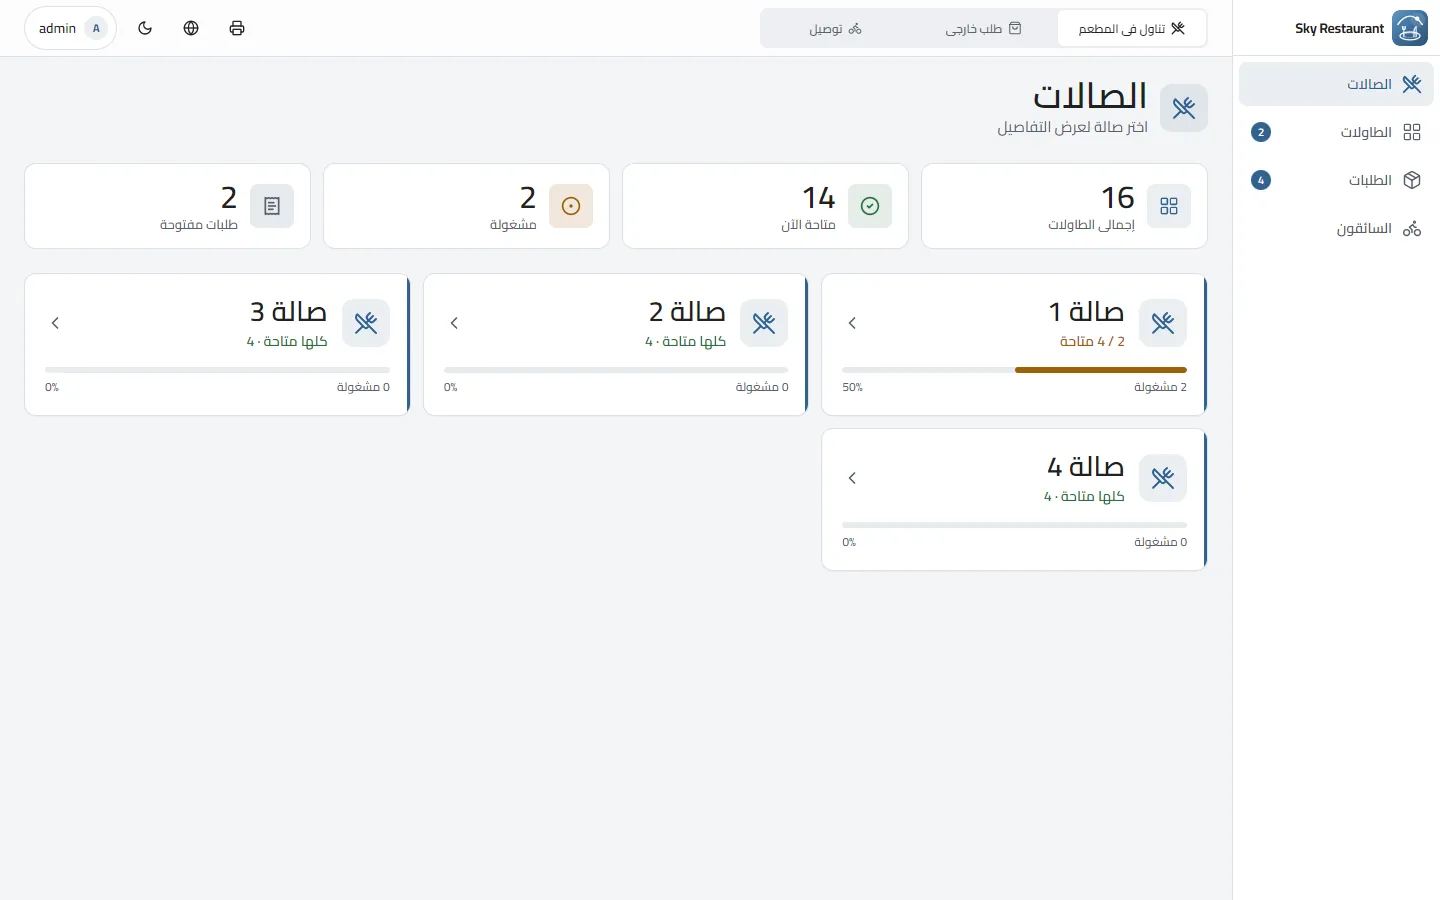 Sky Restaurant
الصالات
الطاولات 2
الطلبات 4
السائقون
تناول في المطعم
طلب خارجي
توصيل
A admin
الصالات
اختر صالة لعرض التفاصيل
16
إجمالي الطاولات
14
متاحة الآن
2
مشغولة
2
طلبات مفتوحة
صالة 1
2 / 4 متاحة
2 مشغولة 50%
صالة 2
كلها متاحة · 4
0 مشغولة 0%
صالة 3
كلها متاحة · 4
0 مشغولة 0%
صالة 4
كلها متاحة · 4
0 مشغولة 0%